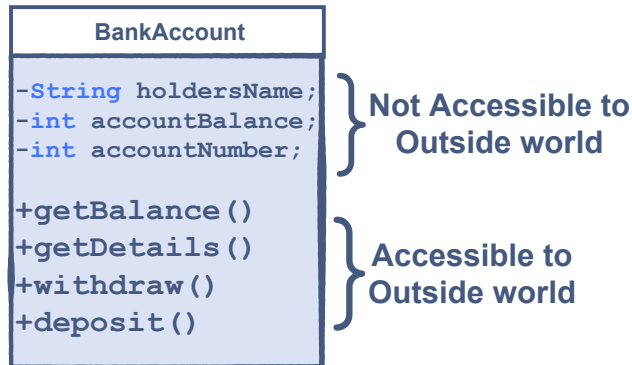 BankAccount
-String holdersName;
-int accountBalance;
-int accountNumber;
Not Accessible to
Outside world
+getBalance()
+getDetails()
+withdraw()
+deposit()
Accessible to
Outside world